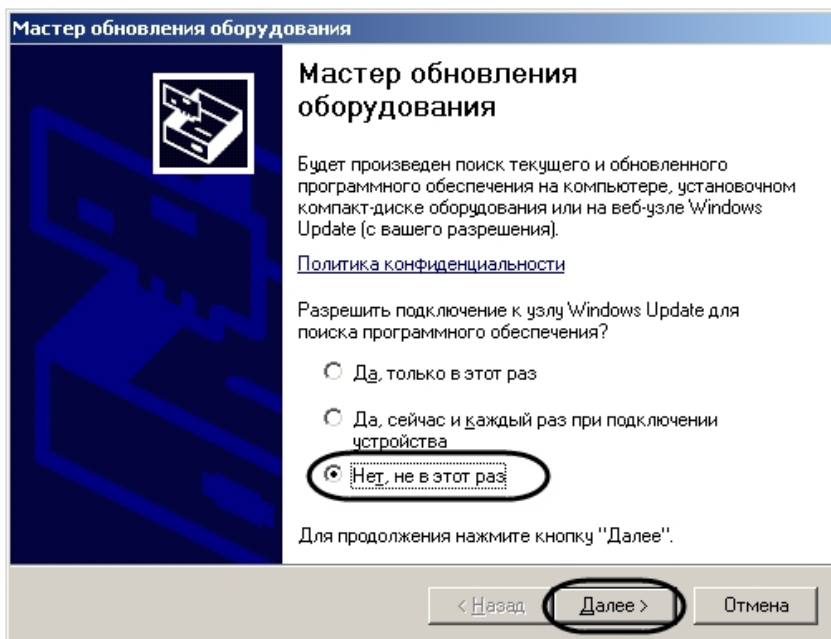 Мастер обновления оборудования
Мастер обновления
оборудования
Будет произведен поиск текущего и обновленного
программного обеспечения на компьютере, установочном
компакт-диске оборудования или на веб-узле Windows
Update (с вашего разрешения).
Политика конфиденциальности
Разрешить подключение к узлу Windows Update для
поиска программного обеспечения?
Да, только в этот раз
Да, сейчас и каждый раз при подключении
устройства
Нет, не в этот раз
Для продолжения нажмите кнопку "Далее".
< Назад
Далее >
Отмена